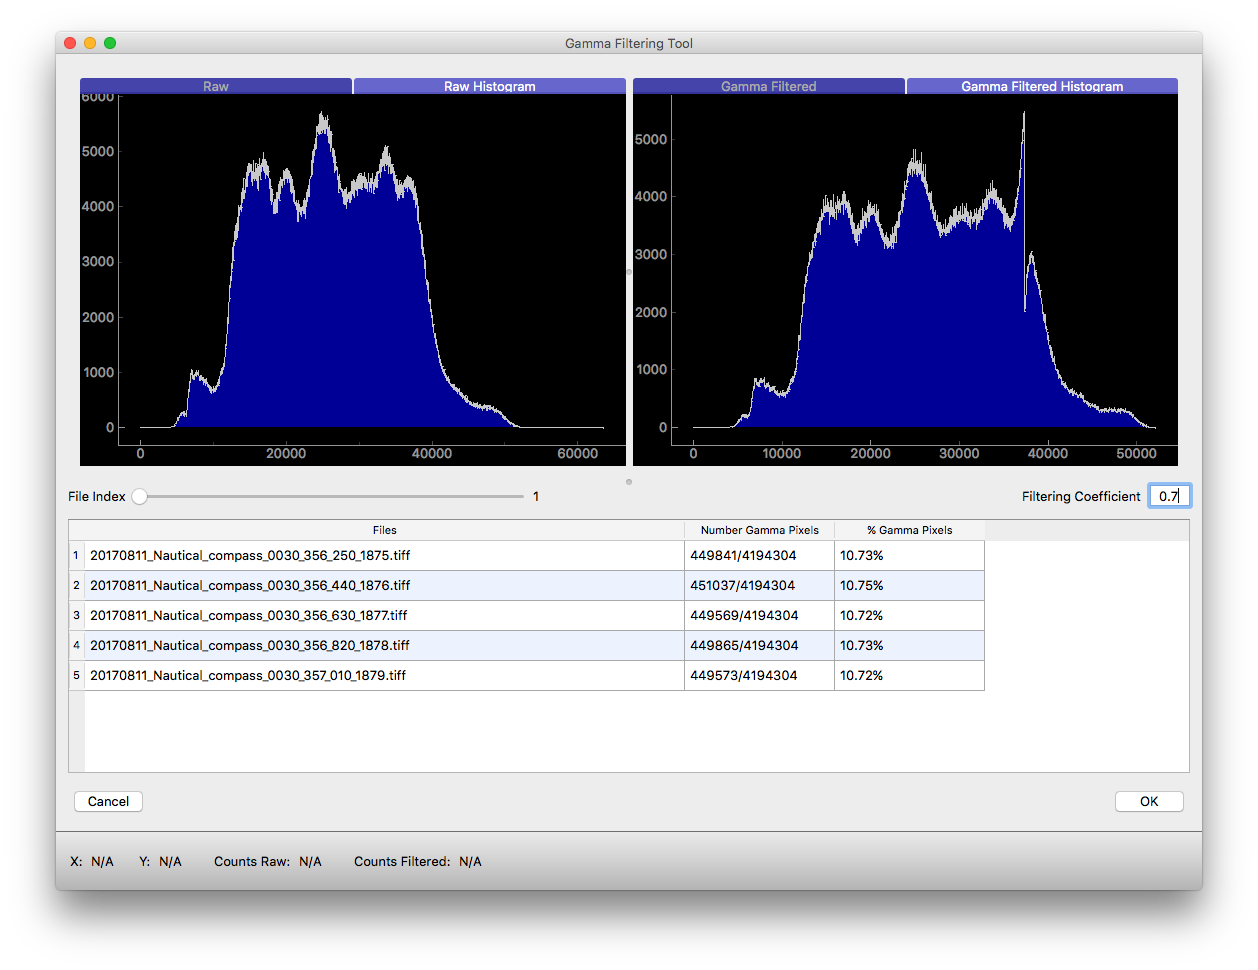 Gamma Filtering Tool
Raw Raw Histogram Gamma Filtered Gamma Filtered Histogram
6000
5000
4000
3000
2000
1000
0
0 20000 40000 60000
5000
4000
3000
2000
1000
0
0 10000 20000 30000 40000 50000
File Index 1 Filtering Coefficient 0.7
Files Number Gamma Pixels % Gamma Pixels
1 20170811_Nautical_compass_0030_356_250_1875.tiff 449841/4194304 10.73%
2 20170811_Nautical_compass_0030_356_440_1876.tiff 451037/4194304 10.75%
3 20170811_Nautical_compass_0030_356_630_1877.tiff 449569/4194304 10.72%
4 20170811_Nautical_compass_0030_356_820_1878.tiff 449865/4194304 10.73%
5 20170811_Nautical_compass_0030_357_010_1879.tiff 449573/4194304 10.72%
Cancel OK
X: N/A Y: N/A Counts Raw: N/A Counts Filtered: N/A